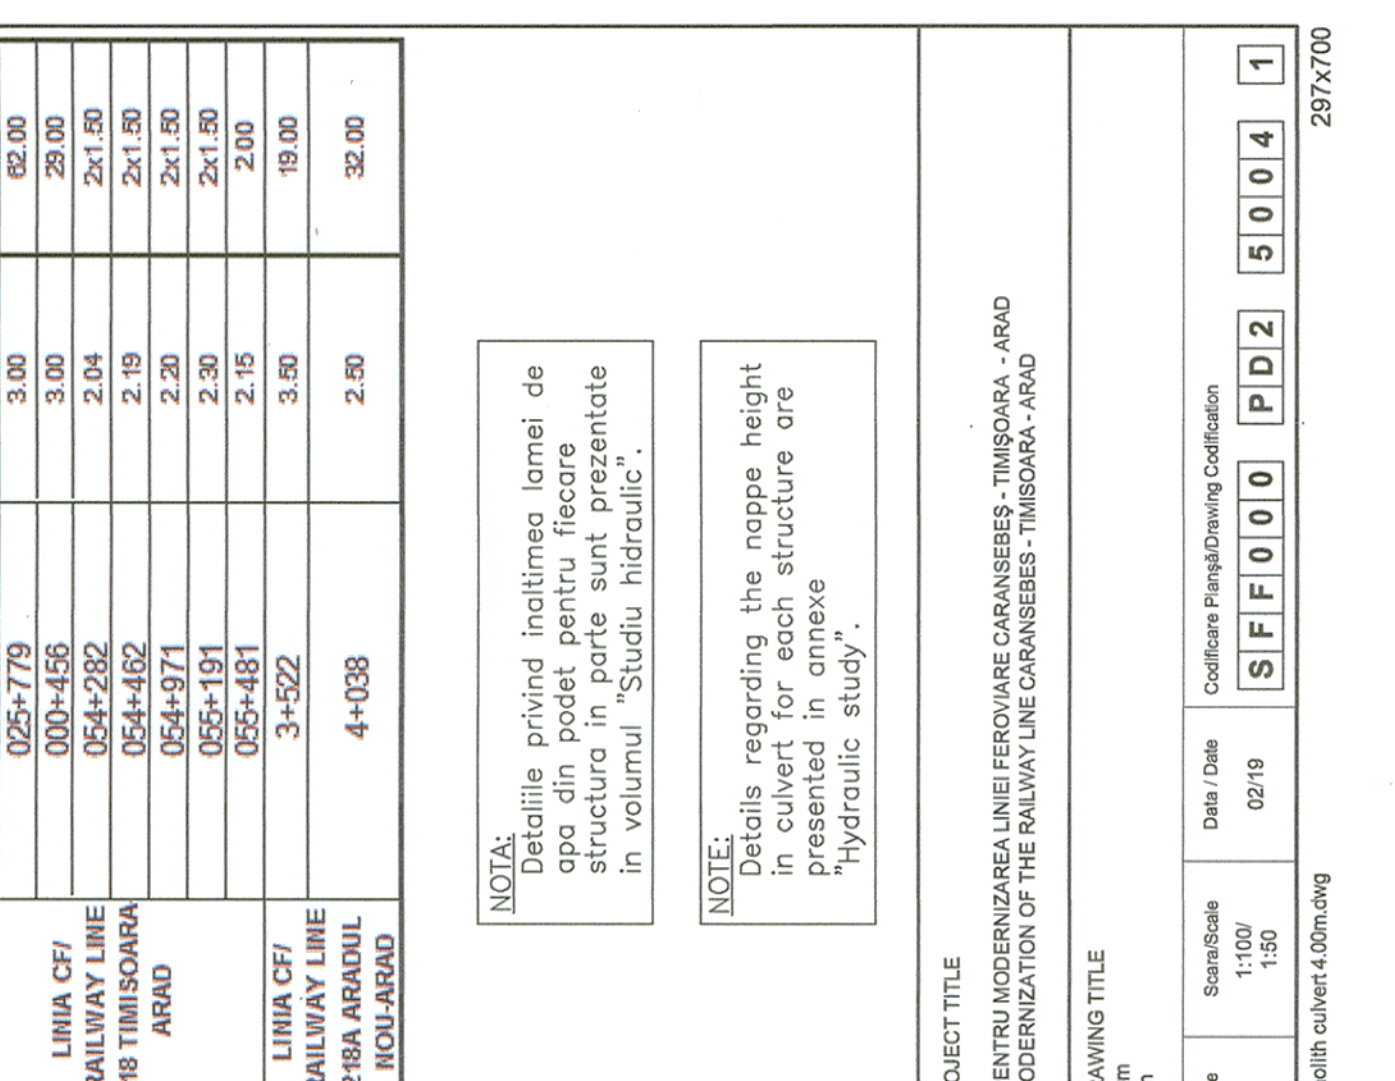 025+779 3.00 62.00
LINIA CF/
RAILWAY LINE
18 TIMISOARA
ARAD
000+456 3.00 29.00
054+282 2.04 2x1.50
054+462 2.19 2x1.50
054+971 2.20 2x1.50
055+191 2.30 2x1.50
055+481 2.15 2.00
LINIA CF/
RAILWAY LINE
218A ARADUL
NOU-ARAD
3+522 3.50 19.00
4+038 2.50 32.00
NOTA:
Detaliile privind inaltimea lamei de
apa din podet pentru fiecare
structura in parte sunt prezentate
in volumul "Studiu hidraulic".
NOTE:
Details regarding the nappe height
in culvert for each structure are
presented in annexe
"Hydraulic study".
OJECT TITLE
ENTRU MODERNIZAREA LINIEI FEROVIARE CARANSEBEŞ - TIMIŞOARA - ARAD
ODERNIZATION OF THE RAILWAY LINE CARANSEBES - TIMISOARA - ARAD
AWING TITLE
Scara/Scale
1:100/
1:50
Data / Date
02/19
Codificare Planşă/Drawing Codification
S F F 0 0 0 P D 2 5 0 0 4 1
olith culvert 4.00m.dwg
297x700